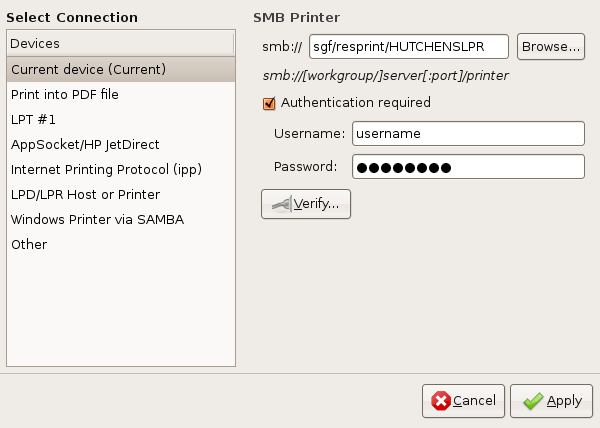 Select Connection
Devices
Current device (Current)
Print into PDF file
LPT #1
AppSocket/HP JetDirect
Internet Printing Protocol (ipp)
LPD/LPR Host or Printer
Windows Printer via SAMBA
Other
SMB Printer
smb:// sgf/resprint/HUTCHENSLPR Browse...
smb://[workgroup/]server[:port]/printer
Authentication required
Username: username
Password: ●●●●●●●●
Verify...
Cancel Apply